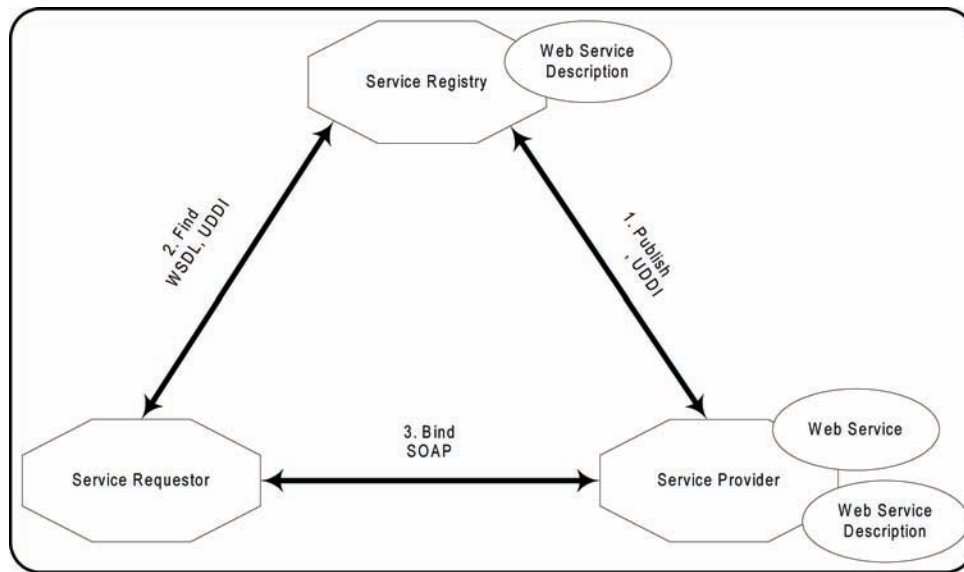 Web Service
Description
Service Registry
2. Find
WSDL, UDDI
1. Publish
, UDDI
3. Bind
SOAP
Service Requestor
Service Provider
Web Service
Web Service
Description